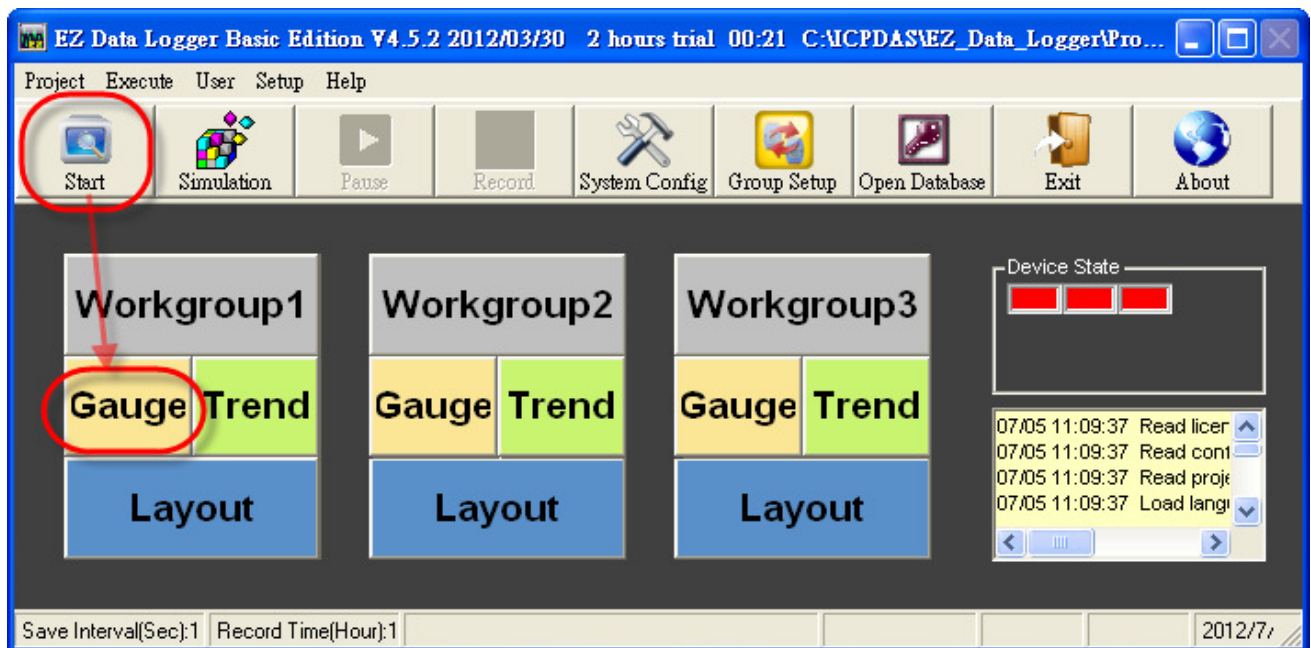 EZ Data Logger Basic Edition V4.5.2 2012/03/30 2 hours trial 00:21 C:\ICPDAS\EZ_Data_Logger\Pro...
Project Execute User Setup Help
Start Simulation Pause Record System Config Group Setup Open Database Exit About
Workgroup1 Workgroup2 Workgroup3
Gauge Trend Gauge Trend Gauge Trend
Layout Layout Layout
Device State
07/05 11:09:37 Read licer
07/05 11:09:37 Read cont
07/05 11:09:37 Read proje
07/05 11:09:37 Load langu
Save Interval(Sec):1 Record Time(Hour):1 2012/7/